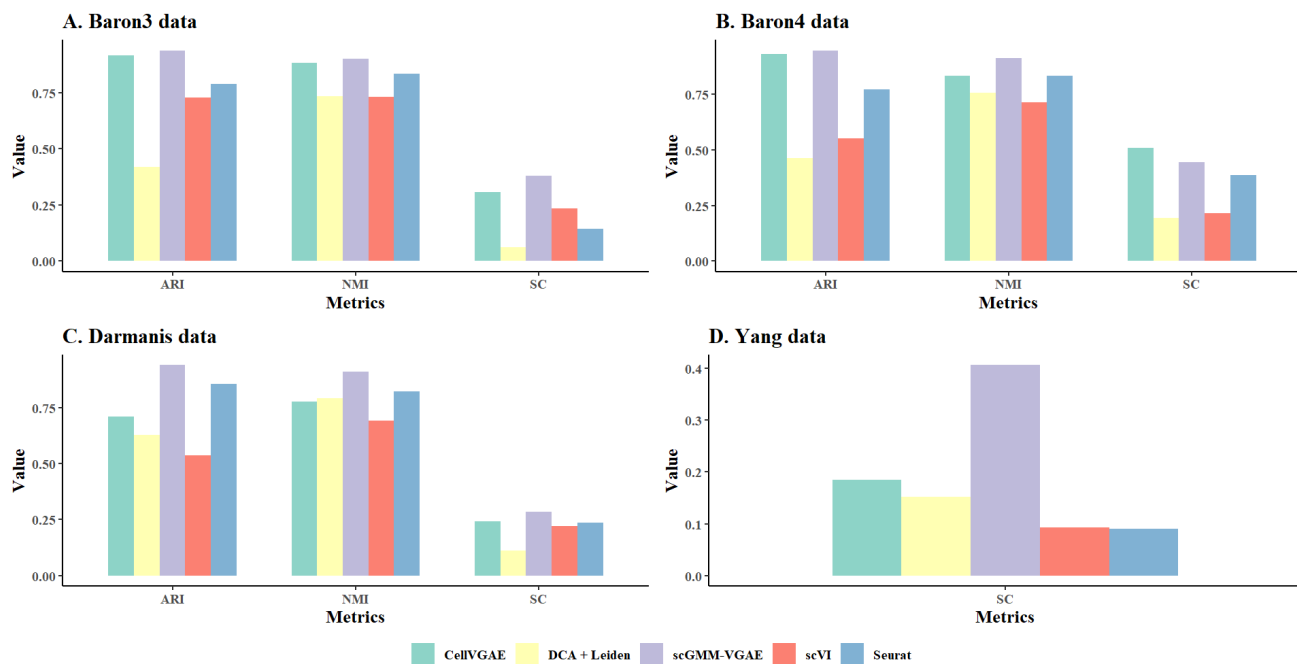 A. Baron3 data
Value
0.75
0.50
0.25
0.00
ARI NMI SC
Metrics
B. Baron4 data
Value
0.75
0.50
0.25
0.00
ARI NMI SC
Metrics
C. Darmanis data
Value
0.75
0.50
0.25
0.00
ARI NMI SC
Metrics
D. Yang data
Value
0.4
0.3
0.2
0.1
0.0
SC
Metrics
CellVGAE DCA + Leiden scGMM-VGAE scVI Seurat